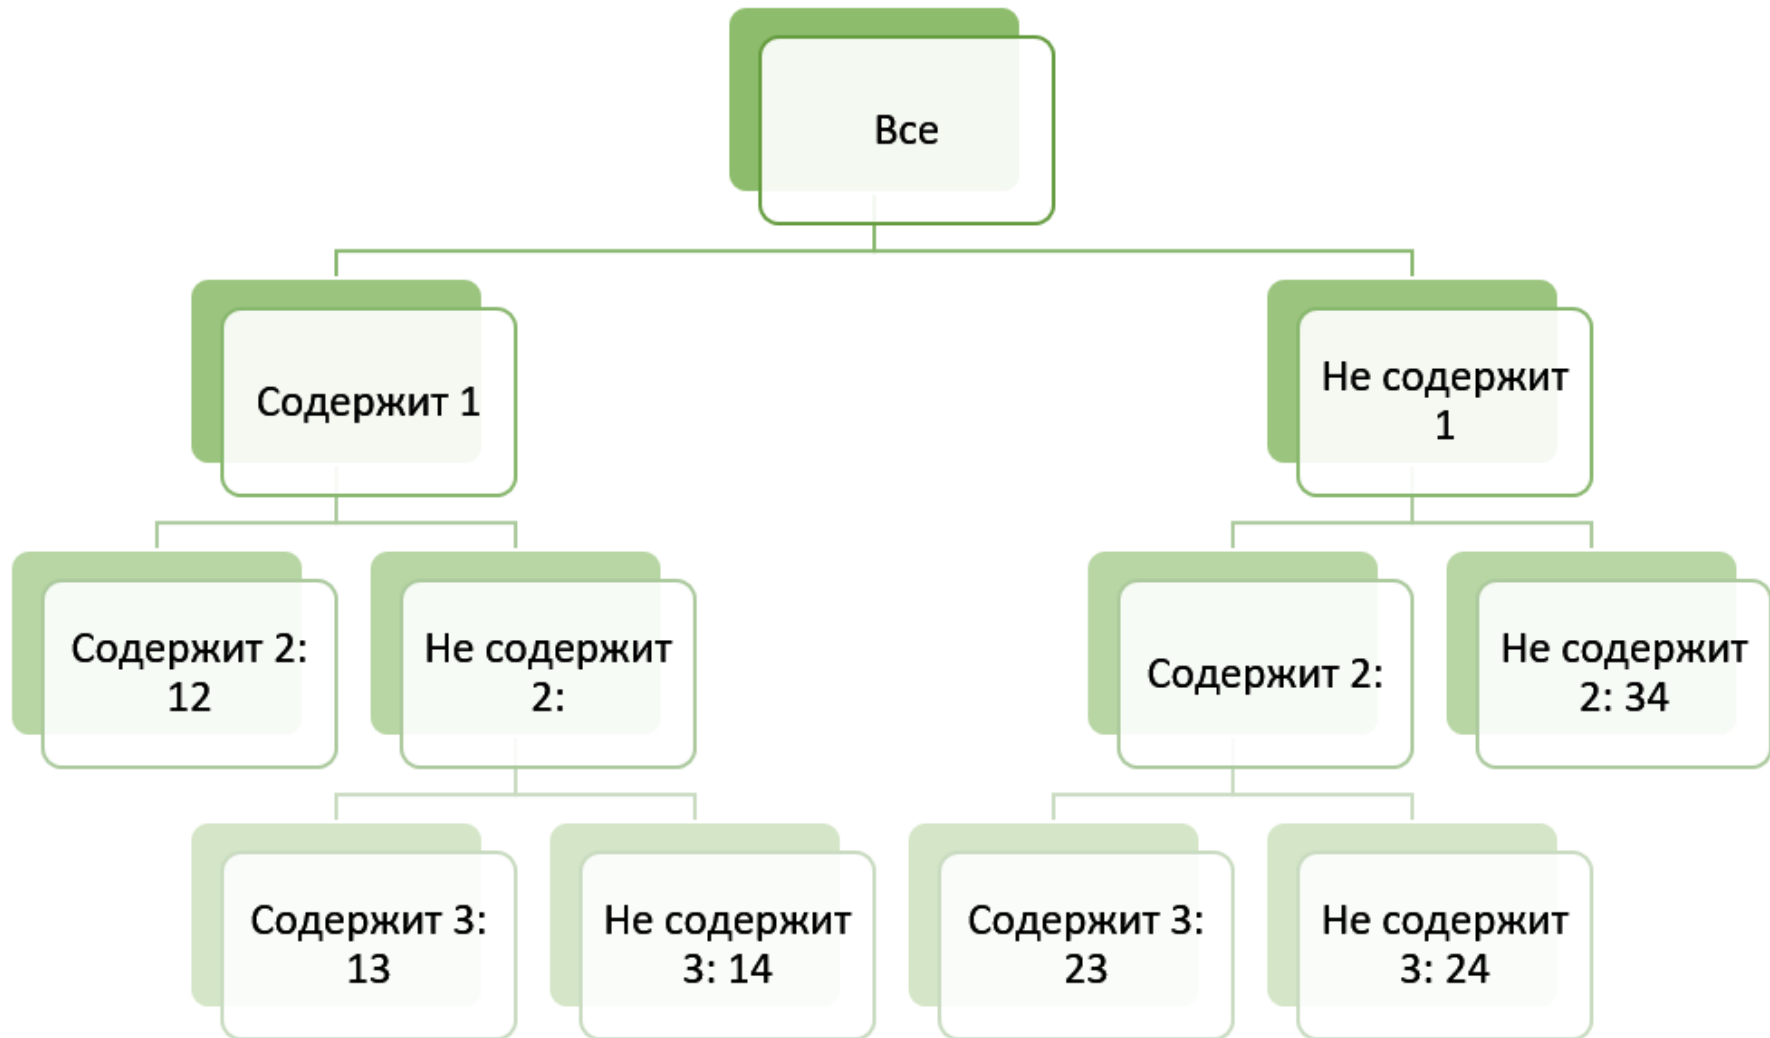 Все
Содержит 1
Не содержит
1
Содержит 2:
12
Не содержит
2:
Содержит 2:
Не содержит
2: 34
Содержит 3:
13
Не содержит
3: 14
Содержит 3:
23
Не содержит
3: 24